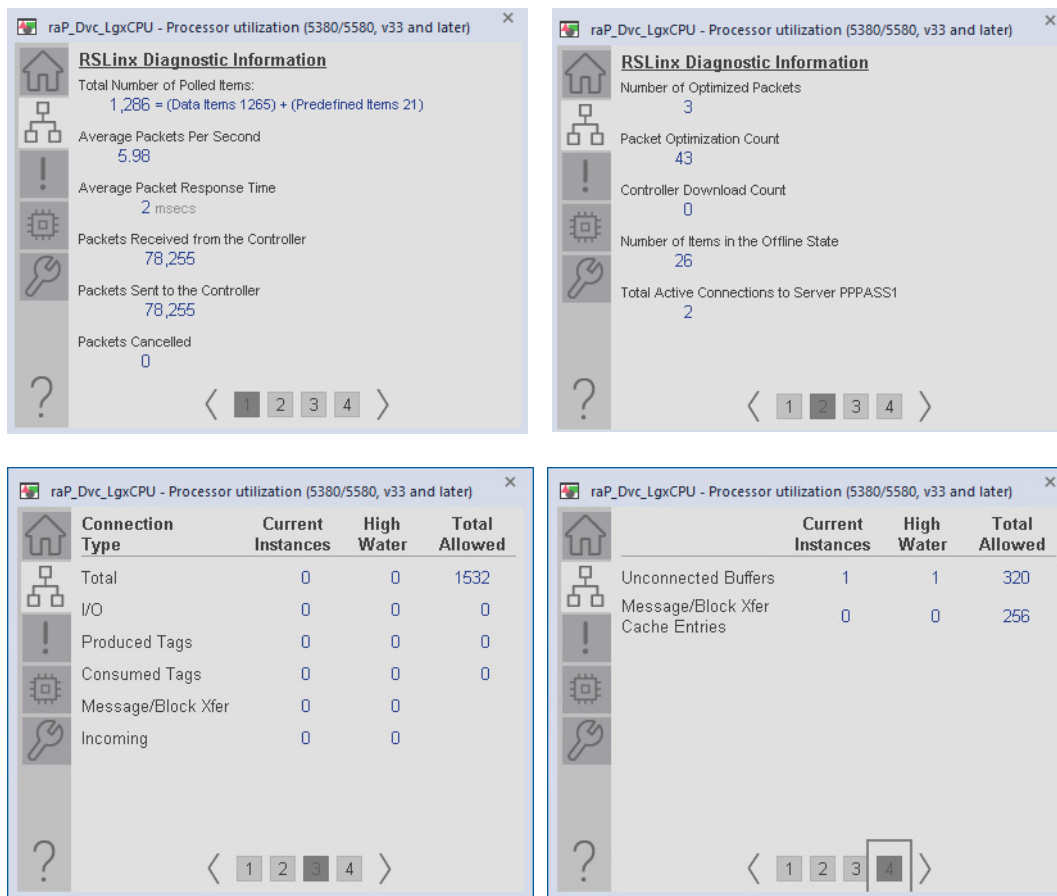 raP_Dvc_LgxCPU - Processor utilization (5380/5580, v33 and later) ×
RSLinx Diagnostic Information
Total Number of Polled Items:
1,286 = (Data Items 1265) + (Predefined Items 21)
Average Packets Per Second
5.98
Average Packet Response Time
2 msecs
Packets Received from the Controller
78,255
Packets Sent to the Controller
78,255
Packets Cancelled
0
?
1 2 3 4
raP_Dvc_LgxCPU - Processor utilization (5380/5580, v33 and later) ×
RSLinx Diagnostic Information
Number of Optimized Packets
3
Packet Optimization Count
43
Controller Download Count
0
Number of Items in the Offline State
26
Total Active Connections to Server PPPASS1
2
?
1 2 3 4
raP_Dvc_LgxCPU - Processor utilization (5380/5580, v33 and later) ×
Connection Current High Total
Type Instances Water Allowed
Total 0 0 1532
I/O 0 0 0
Produced Tags 0 0 0
Consumed Tags 0 0 0
Message/Block Xfer 0 0
Incoming 0 0
?
1 2 3 4
raP_Dvc_LgxCPU - Processor utilization (5380/5580, v33 and later) ×
Current High Total
Instances Water Allowed
Unconnected Buffers 1 1 320
Message/Block Xfer
Cache Entries 0 0 256
?
1 2 3 4